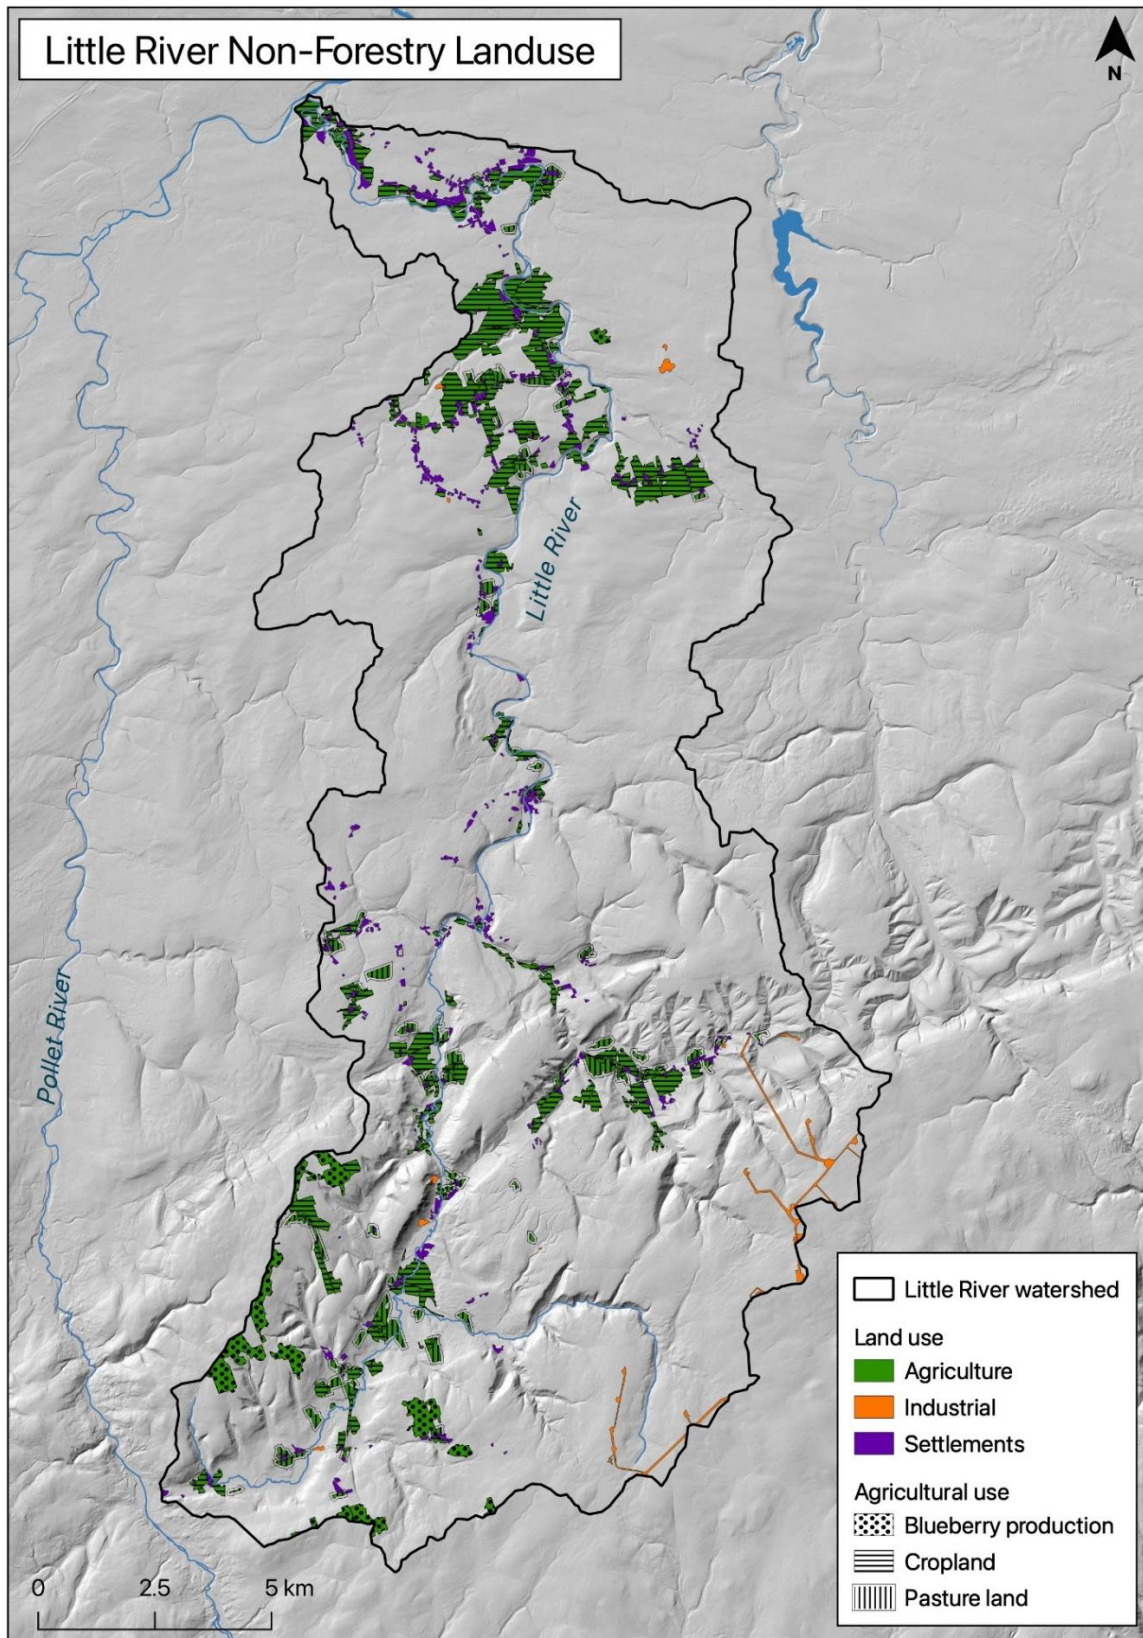 Little River Non-Forestry Landuse
N
Little River
Pollet River
Little River watershed
Land use
Agriculture
Industrial
Settlements
Agricultural use
Blueberry production
Cropland
Pasture land
0 2.5 5 km